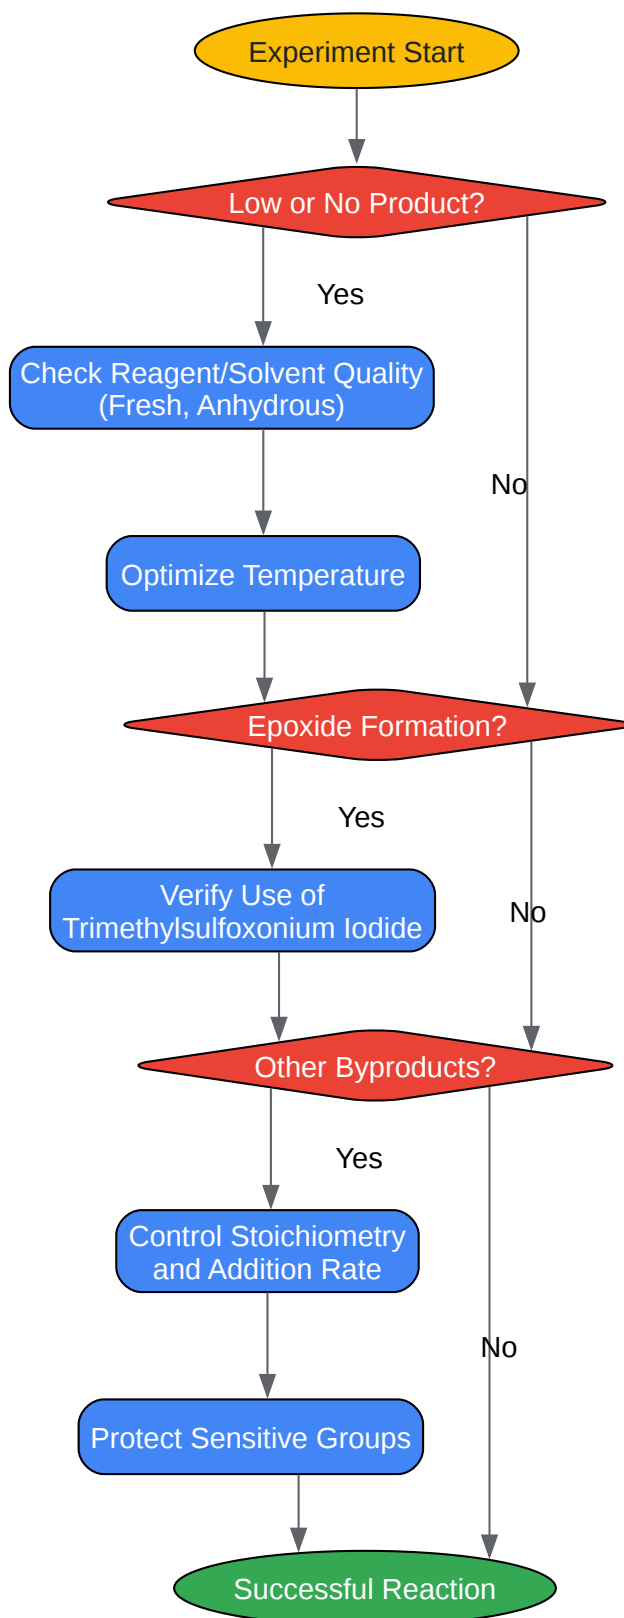 Experiment Start
Low or No Product?
Yes
Check Reagent/Solvent Quality
(Fresh, Anhydrous)
No
Optimize Temperature
Epoxide Formation?
Yes
Verify Use of
Trimethylsulfoxonium Iodide
No
Other Byproducts?
Yes
Control Stoichiometry
and Addition Rate
No
Protect Sensitive Groups
Successful Reaction